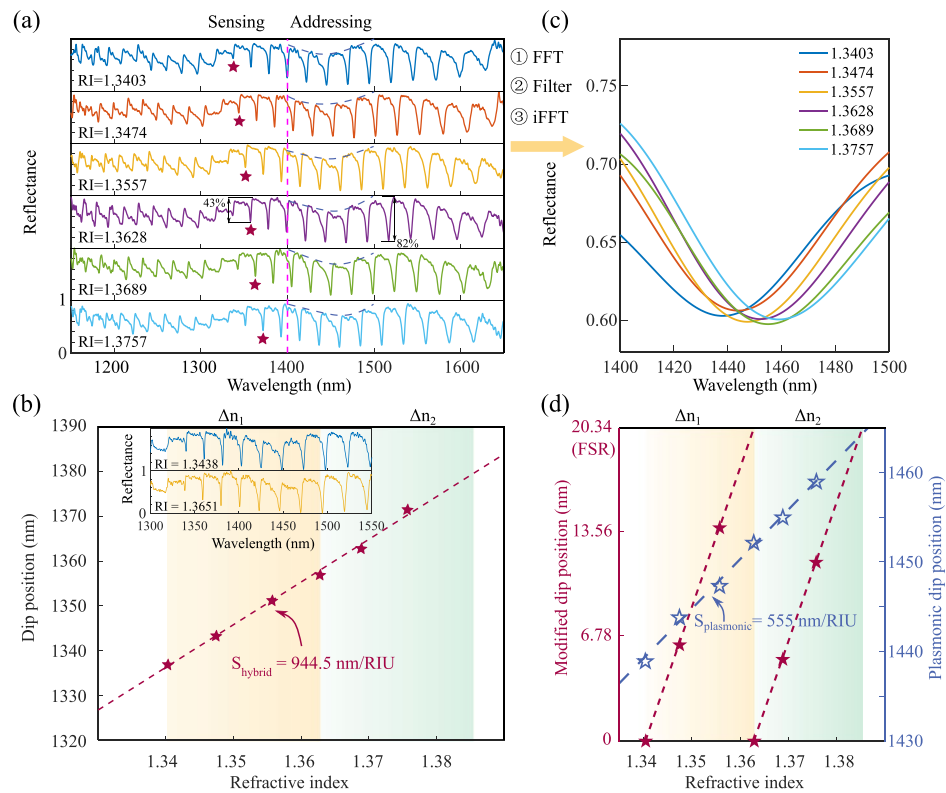 (a)
Sensing
Addressing
Reflectance
RI=1.3403
RI=1.3474
RI=1.3557
RI=1.3628
43%
82%
RI=1.3689
1
RI=1.3757
0
1200 1300 1400 1500 1600
Wavelength (nm)
① FFT
② Filter
③ iFFT
(c)
Reflectance
0.75
0.70
0.65
0.60
1.3403
1.3474
1.3557
1.3628
1.3689
1.3757
1400 1420 1440 1460 1480 1500
Wavelength (nm)
(b)
Δn1
Δn2
Dip position (nm)
1390
1380
1370
1360
1350
1340
1330
1320
Reflectance
RI = 1.3438
1
RI = 1.3651
0
1300 1350 1400 1450 1500 1550
Wavelength (nm)
Shybrid = 944.5 nm/RIU
1.34 1.35 1.36 1.37 1.38
Refractive index
(d)
Δn1
Δn2
Modified dip position (nm)
20.34
(FSR)
13.56
6.78
0
Splasmonic= 555 nm/RIU
1460
1450
1440
1430
Plasmonic dip position (nm)
1.34 1.35 1.36 1.37 1.38
Refractive index